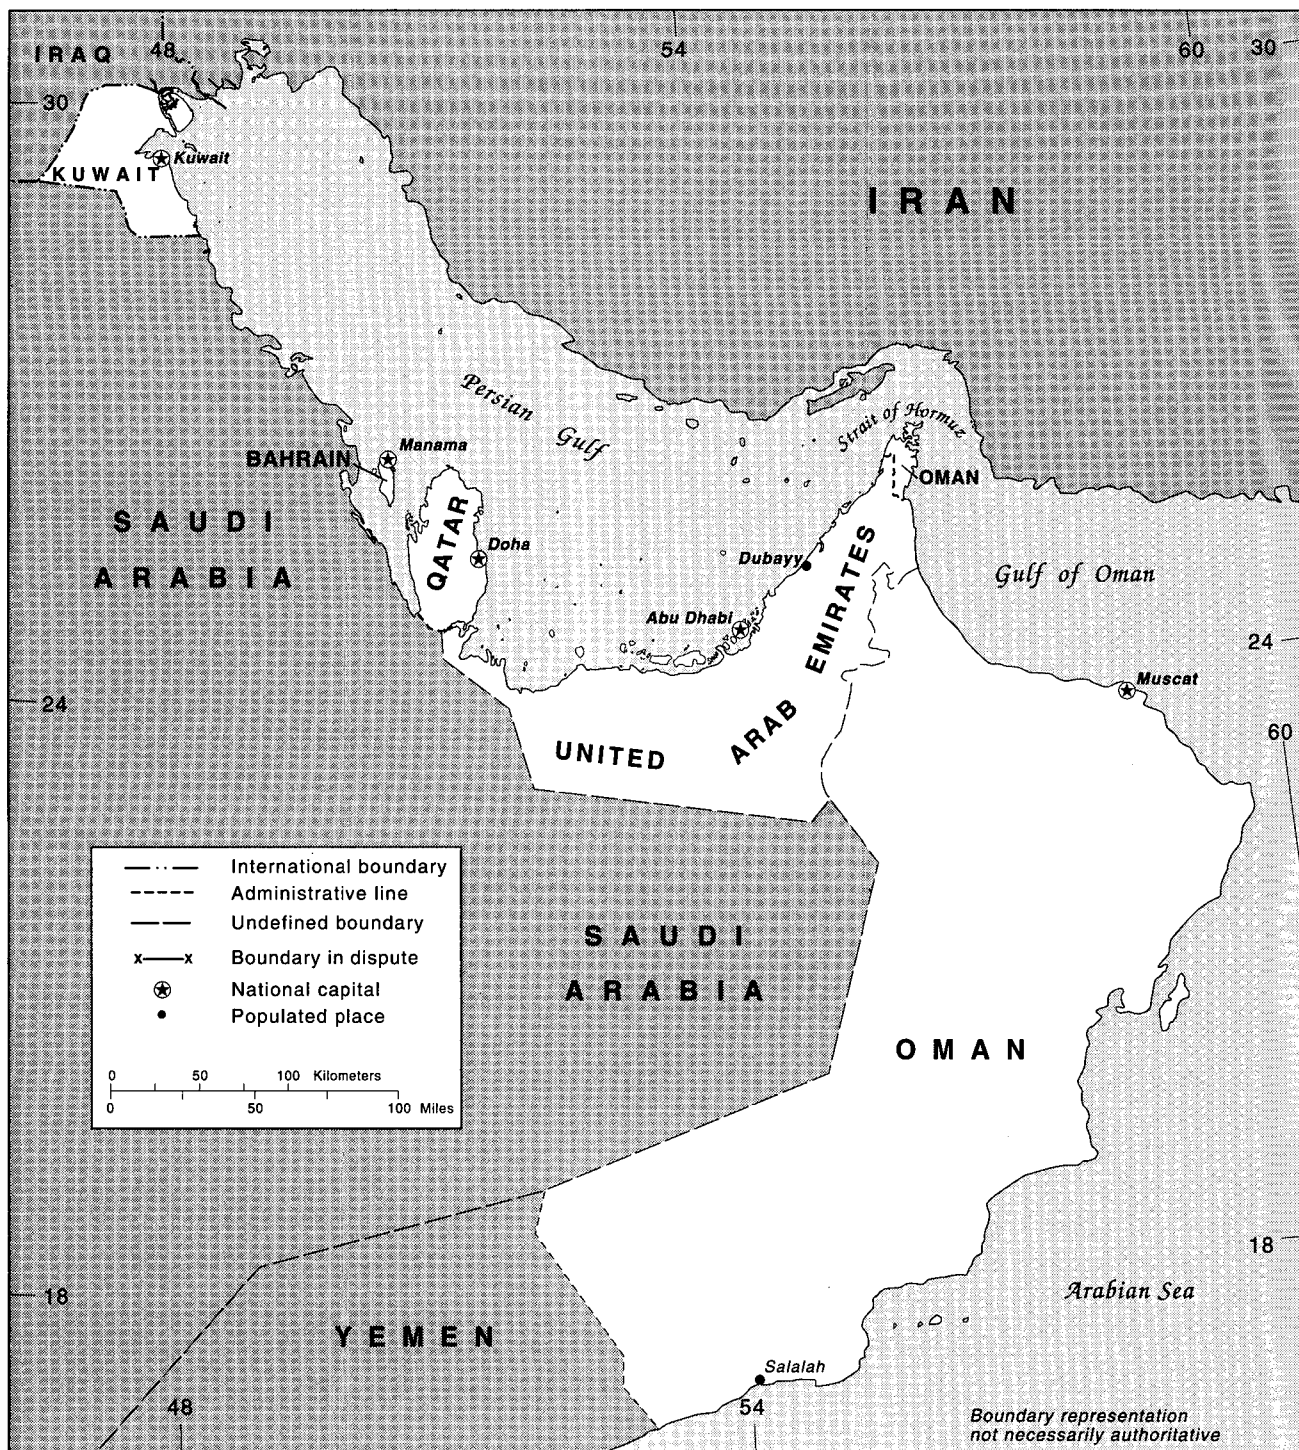 IRAQ
48
54
60
30
30
Kuwait
KUWAIT
IRAN
Persian
Gulf
Strait of Hormuz
Manama
BAHRAIN
OMAN
SAUDI
ARABIA
QATAR
Doha
Dubayy
Gulf of Oman
Abu Dhabi
24
Muscat
24
60
UNITED
ARAB
EMIRATES
International boundary
Administrative line
Undefined boundary
x x Boundary in dispute
National capital
Populated place
0 50 100 Kilometers
0 50 100 Miles
SAUDI
ARABIA
OMAN
18
18
Arabian Sea
YEMEN
Salalah
48
54
Boundary representation
not necessarily authoritative